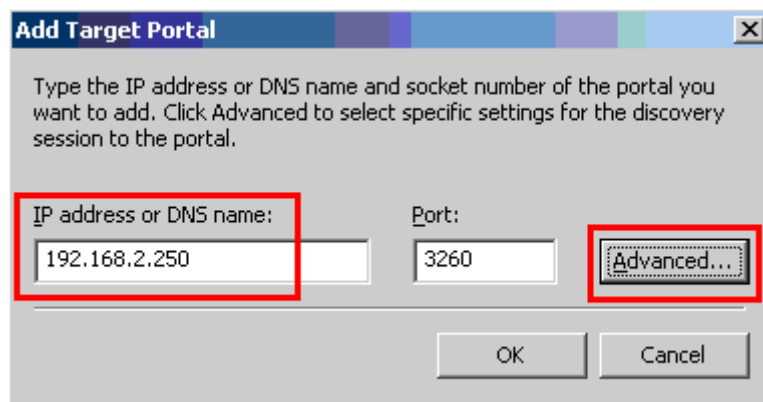 Add Target Portal
Type the IP address or DNS name and socket number of the portal you
want to add. Click Advanced to select specific settings for the discovery
session to the portal.
IP address or DNS name: Port:
192.168.2.250 3260 Advanced...
OK Cancel